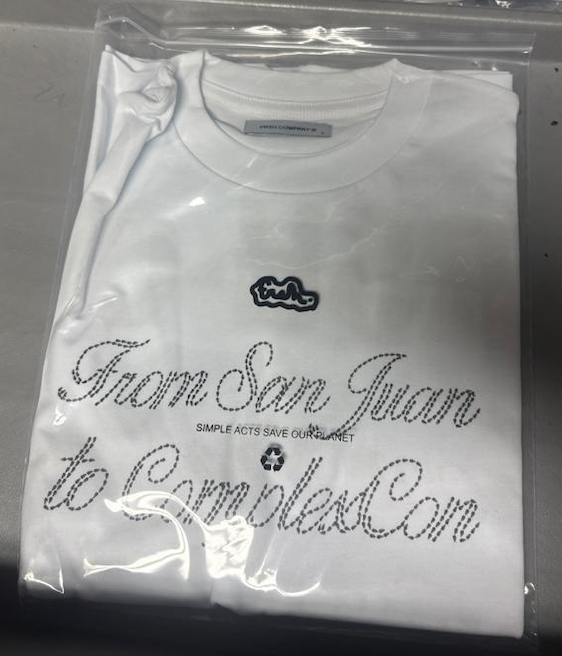 From San Juan
SIMPLE ACTS SAVE OUR PLANET
to ComplexCon